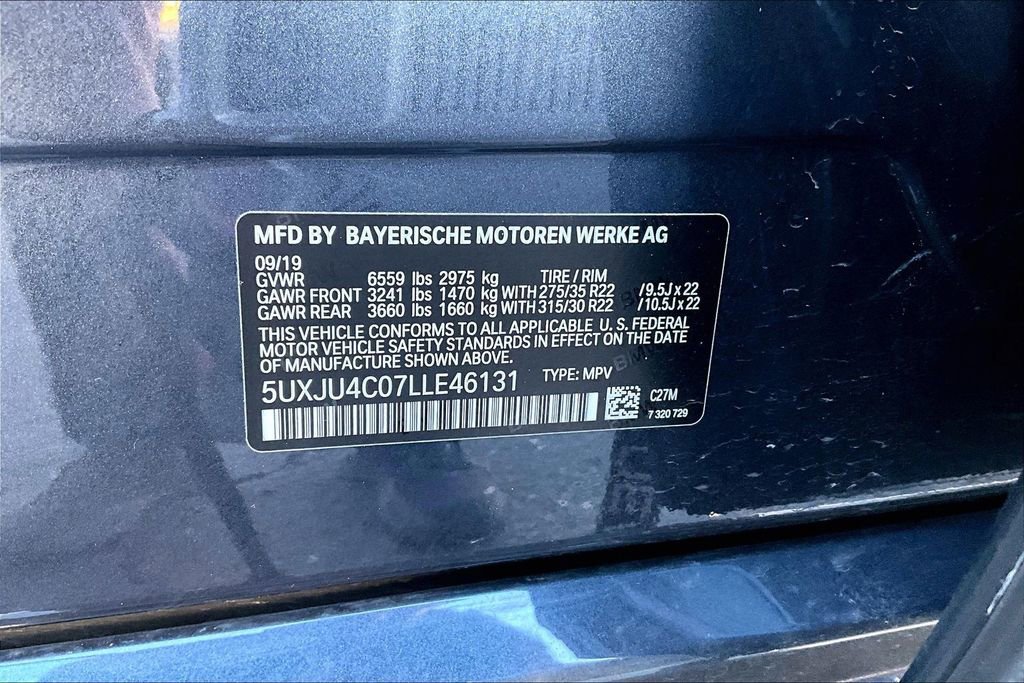 MFD BY BAYERISCHE MOTOREN WERKE AG
09/19
GVWR 6559 lbs 2975 kg TIRE / RIM
GAWR FRONT 3241 lbs 1470 kg WITH 275/35 R22 /9.5J x 22
GAWR REAR 3660 lbs 1660 kg WITH 315/30 R22 /10.5J x 22
THIS VEHICLE CONFORMS TO ALL APPLICABLE U. S. FEDERAL
MOTOR VEHICLE SAFETY STANDARDS IN EFFECT ON THE DATE
OF MANUFACTURE SHOWN ABOVE.
5UXJU4C07LLE46131 TYPE: MPV
C27M
7 320 729